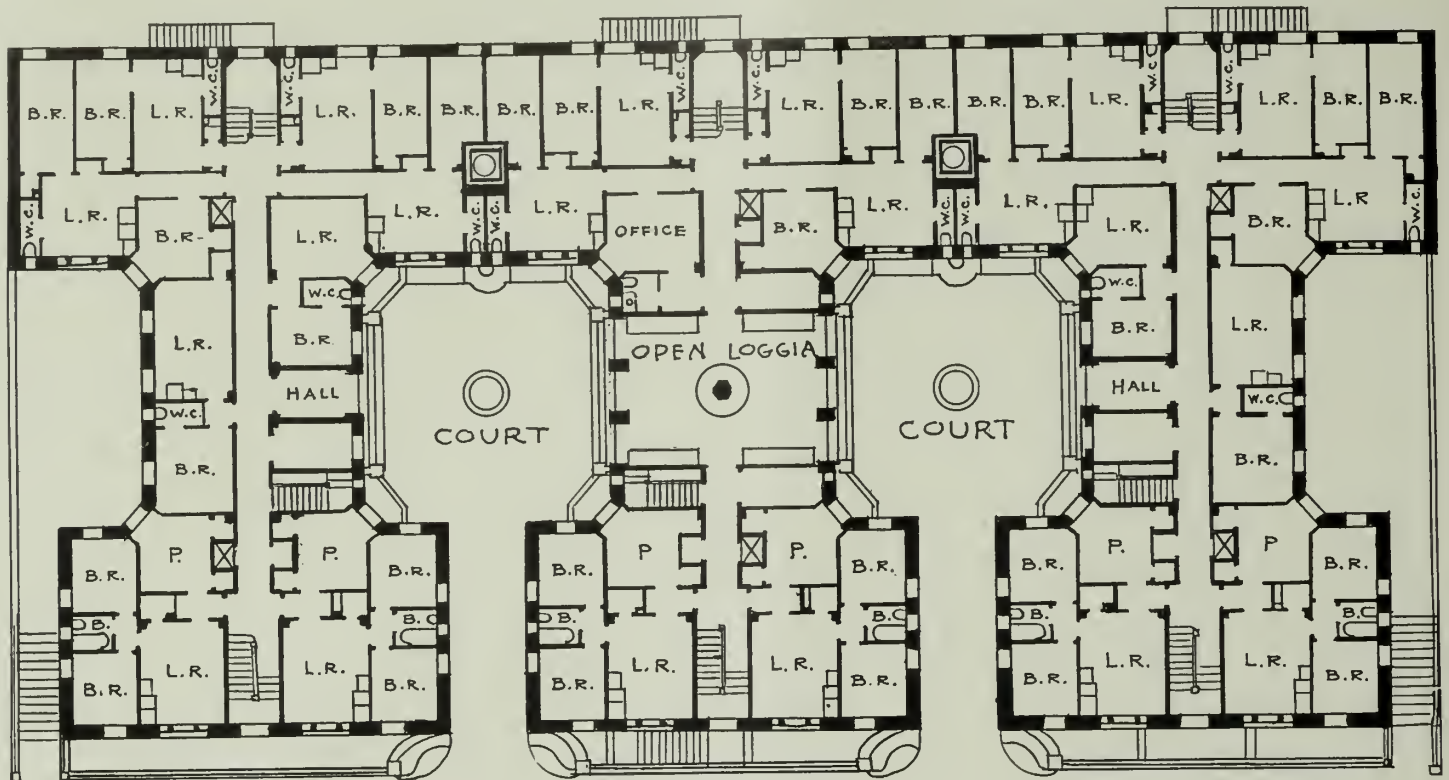 B.R. B.R. L.R. W.C. W.C. L.R. B.R. B.R. B.R. B.R. L.R. W.C. W.C. L.R. B.R. B.R. B.R. B.R. L.R. W.C. W.C. L.R. B.R. B.R.
W.C. L.R. B.R. L.R. L.R. W.C. W.C. L.R. OFFICE B.R. L.R. W.C. W.C. L.R. L.R. B.R. L.R W.C.
W.C. W.C.
L.R. B.R B.R. L.R.
OPEN LOGGIA
HALL HALL
W.C. W.C.
COURT COURT
B.R. B.R.
P. P. P P. P. P
B.R. B.R. B.R. B.R. B.R. B.R.
B. B. B. B. B. B.
L.R. L.R. L.R. L.R. L.R. L.R.
B.R. B.R. B.R. B.R. B.R. B.R.